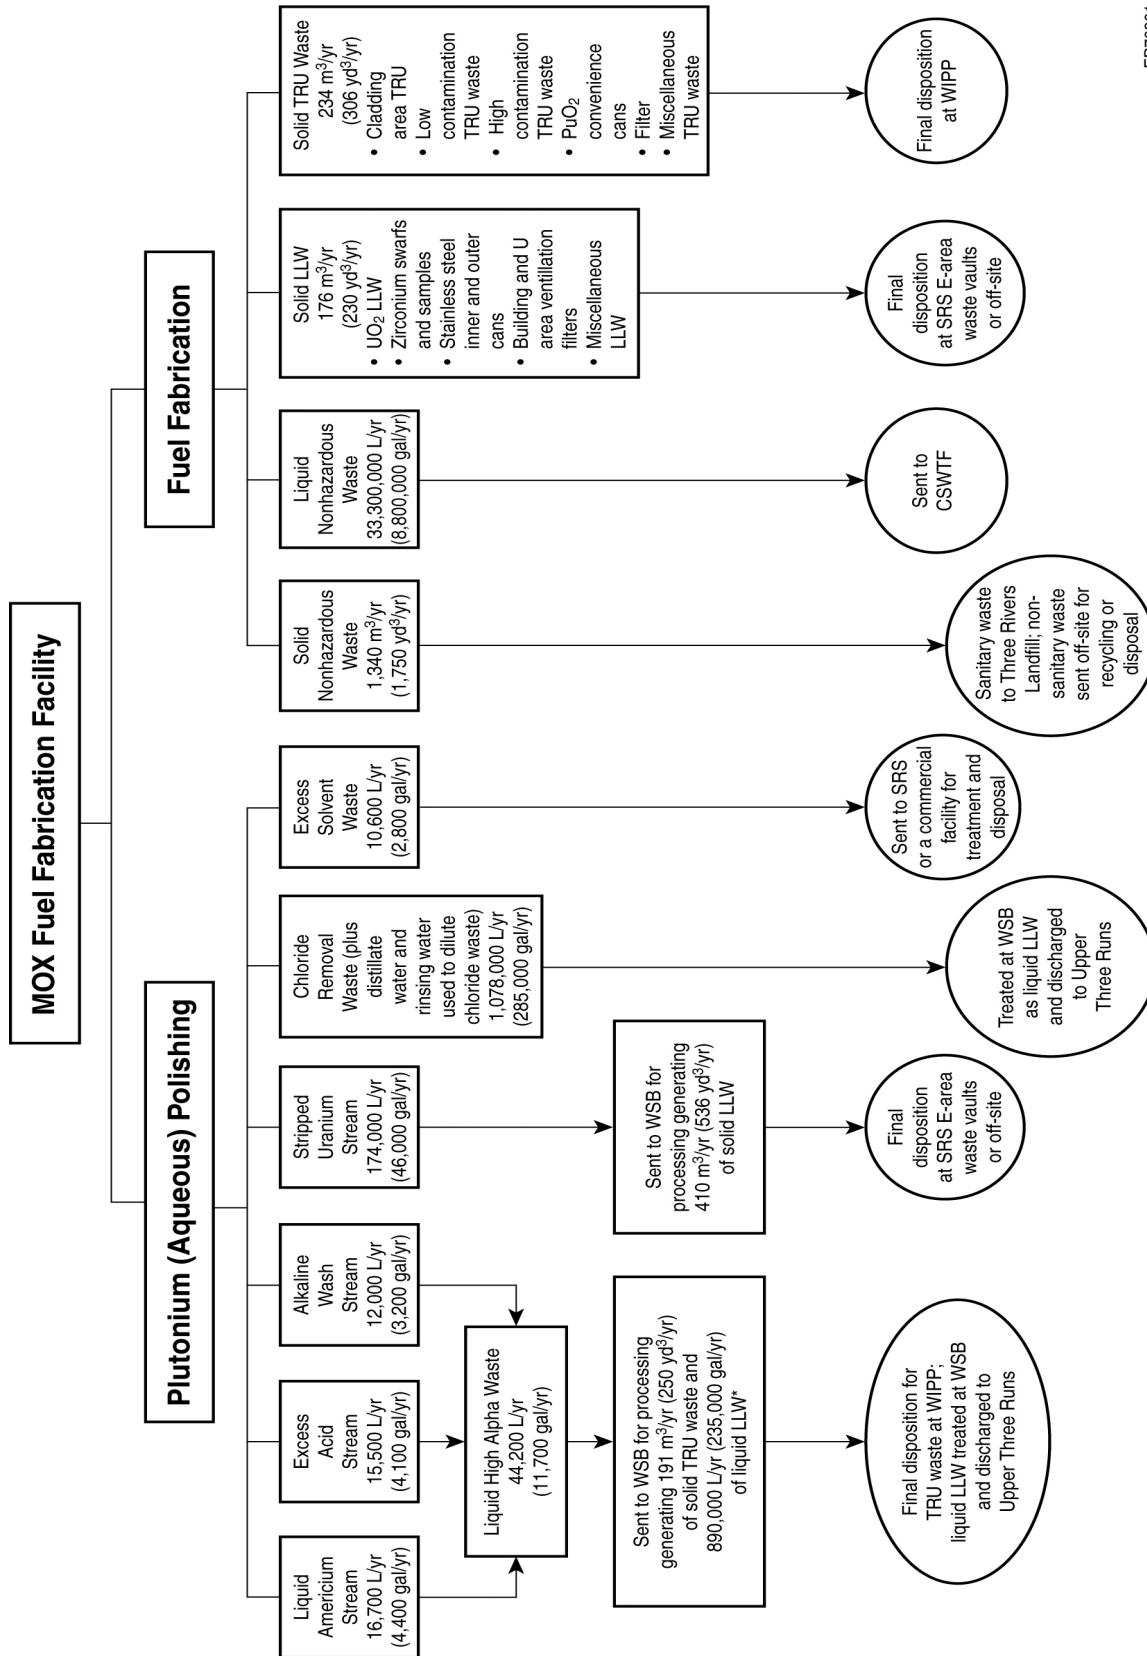 MOX Fuel Fabrication Facility
Plutonium (Aqueous) Polishing
Fuel Fabrication
Liquid
Americium
Stream
16,700 L/yr
(4,400 gal/yr)
Excess
Acid
Stream
15,500 L/yr
(4,100 gal/yr)
Alkaline
Wash
Stream
12,000 L/yr
(3,200 gal/yr)
Stripped
Uranium
Stream
174,000 L/yr
(46,000 gal/yr)
Chloride
Removal
Waste (plus
distillate
water and
rinsing water
used to dilute
chloride waste)
1,078,000 L/yr
(285,000 gal/yr)
Excess
Solvent
Waste
10,600 L/yr
(2,800 gal/yr)
Solid
Nonhazardous
Waste
1,340 m³/yr
(1,750 yd³/yr)
Liquid
Nonhazardous
Waste
33,300,000 L/yr
(8,800,000 gal/yr)
Solid LLW
176 m³/yr
(230 yd³/yr)
• UO₂ LLW
• Zirconium swarfs
and samples
• Stainless steel
inner and outer
cans
• Building and U
area ventillation
filters
• Miscellaneous
LLW
Solid TRU Waste
234 m³/yr
(306 yd³/yr)
• Cladding
area TRU
• Low
contamination
TRU waste
• High
contamination
TRU waste
• PuO₂
convenience
cans
• Filter
• Miscellaneous
TRU waste
Liquid High Alpha Waste
44,200 L/yr
(11,700 gal/yr)
Sent to WSB for processing
generating 191 m³/yr (250 yd³/yr)
of solid TRU waste and
890,000 L/yr (235,000 gal/yr)
of liquid LLW*
Sent to WSB for
processing generating
410 m³/yr (536 yd³/yr)
of solid LLW
Final disposition for
TRU waste at WIPP;
liquid LLW treated at WSB
and discharged to
Upper Three Runs
Final
disposition
at SRS E-area
waste vaults
or off-site
Treated at WSB
as liquid LLW
and discharged
to Upper
Three Runs
Sent to SRS
or a commercial
facility for
treatment and
disposal
Sanitary waste
to Three Rivers
Landfill; non-
sanitary waste
sent off-site for
recycling or
disposal
Sent to
CSWTF
Final
disposition
at SRS E-area
waste vaults
or off-site
Final disposition
at WIPP